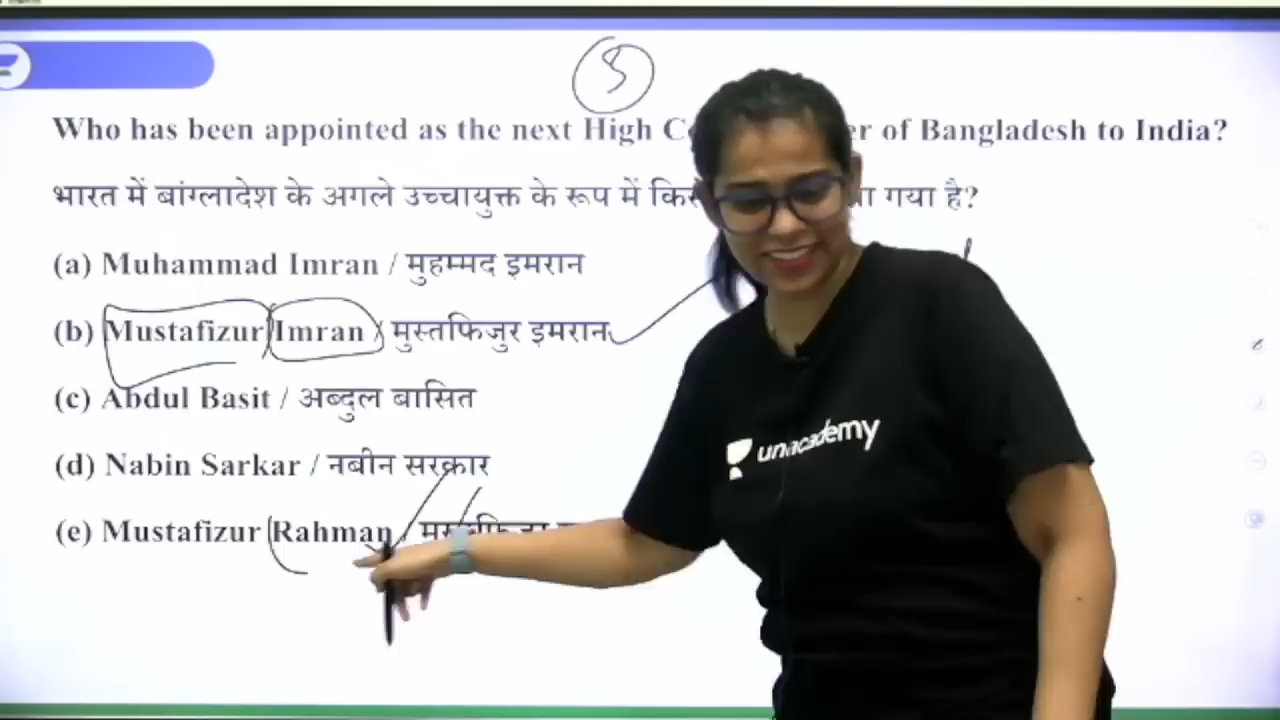 8
Who has been appointed as the next High er of Bangladesh to India?
भारत में बांग्लादेश के अगले उच्चायुक्त के रूप में गया है?
(a) Muhammad Imran / मुहम्मद इमरान
(b) Mustafizur Imran / मुस्तफिजुर इमरान
(c) Abdul Basit / अब्दुल बासित
(d) Nabin Sarkar / नबीन सरकार
(e) Mustafizur Rahman /
unacademy